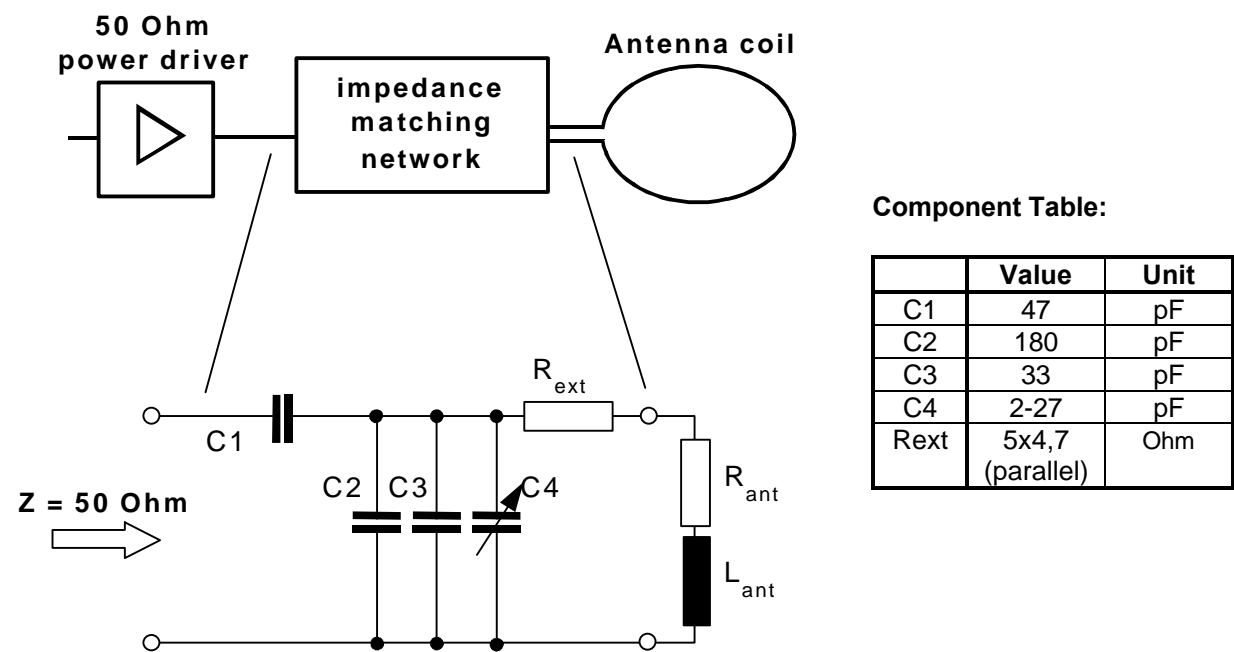 50 Ohm
power driver
impedance
matching
network
Antenna coil
Component Table:
Value Unit
C1 47 pF
C2 180 pF
C3 33 pF
C4 2-27 pF
Rext 5x4,7 Ohm
(parallel)
R ext
C1
C2 C3 C4
R ant
Z = 50 Ohm
L ant